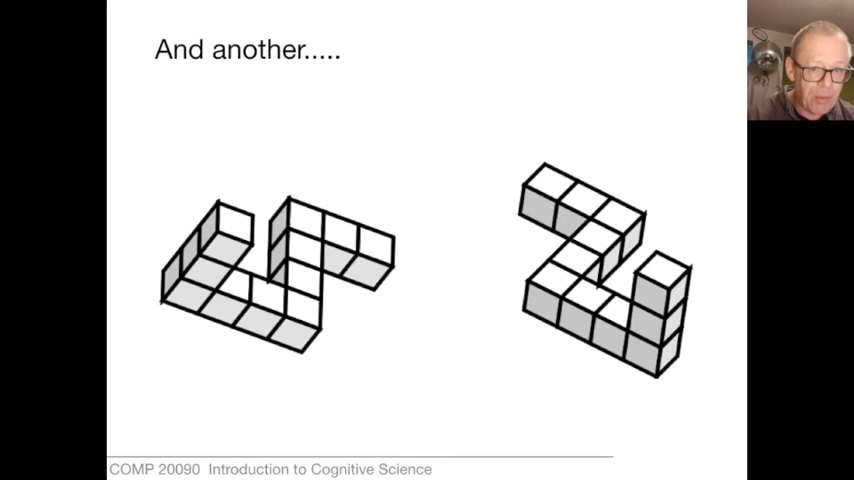 And another.....
COMP 20090 Introduction to Cognitive Science